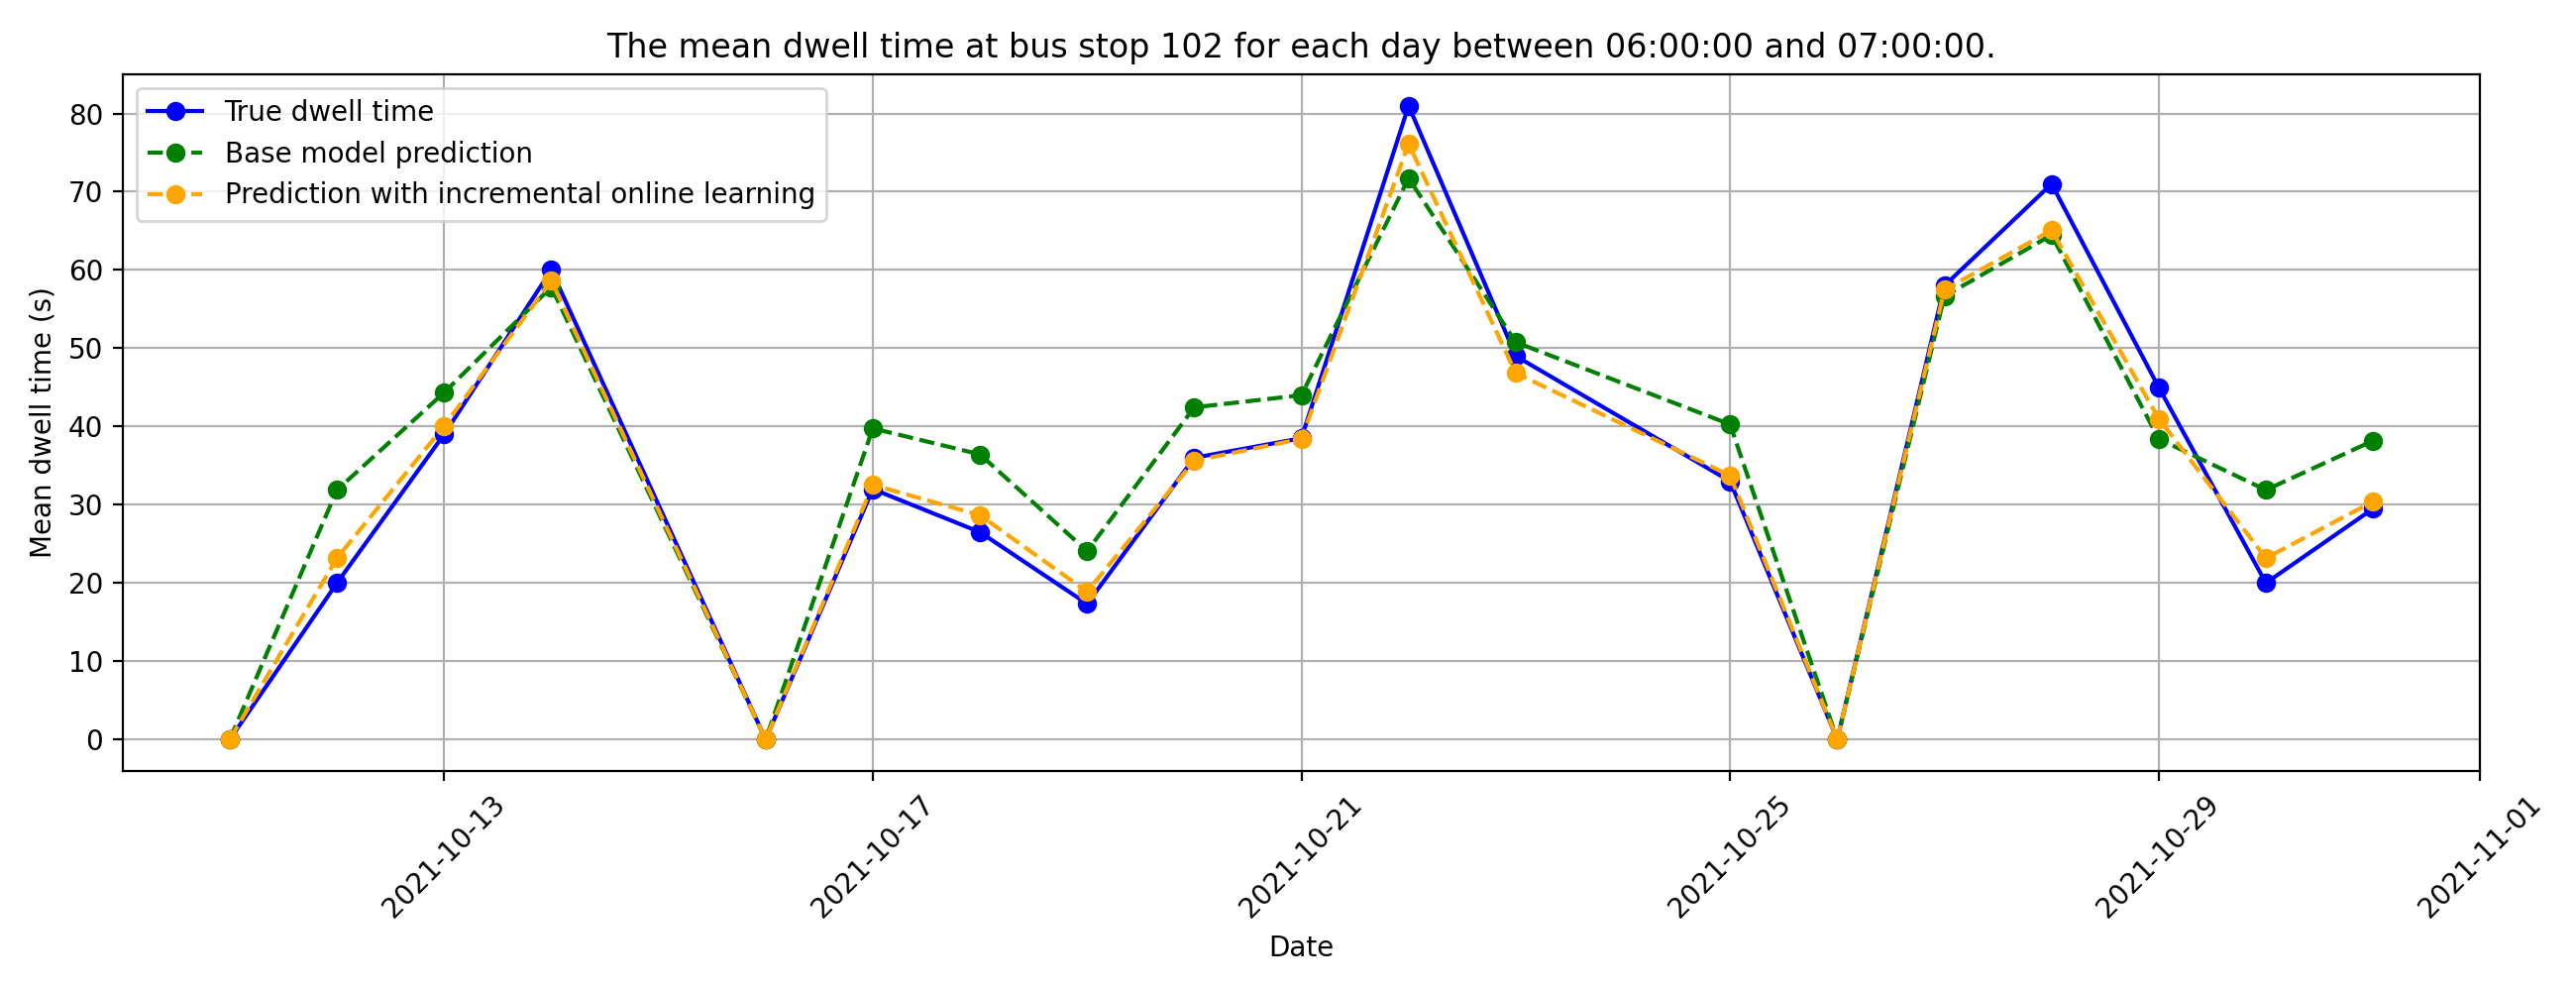 The mean dwell time at bus stop 102 for each day between 06:00:00 and 07:00:00.
True dwell time
Base model prediction
Prediction with incremental online learning
Mean dwell time (s)
80
70
60
50
40
30
20
10
0
2021-10-13
2021-10-17
2021-10-21
2021-10-25
2021-10-29
2021-11-01
Date